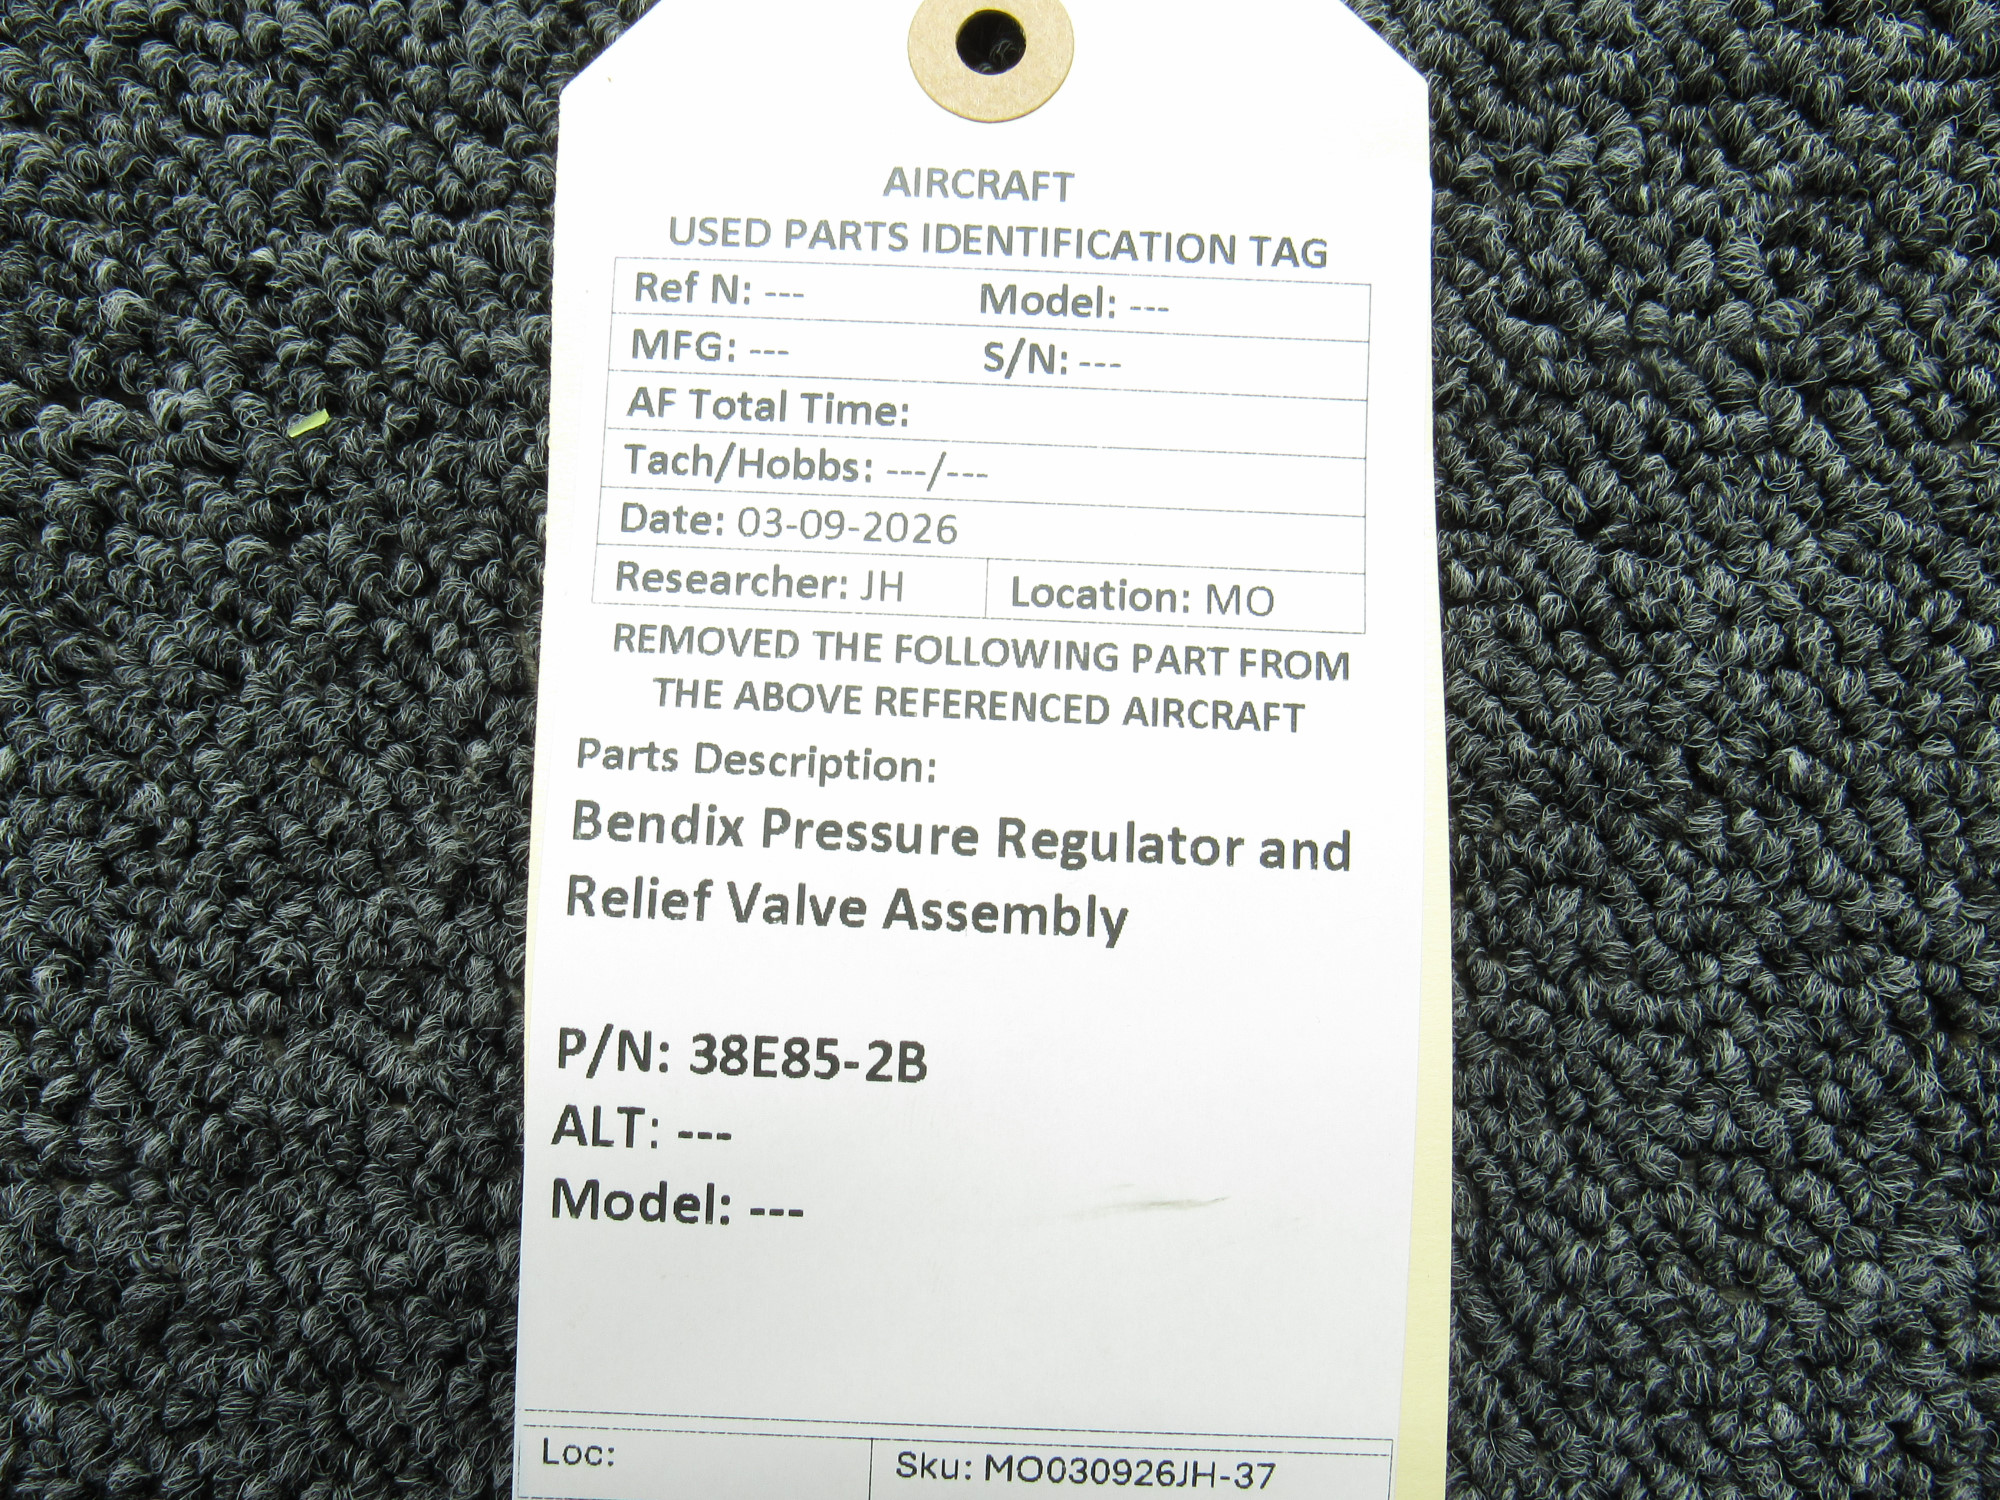 AIRCRAFT
USED PARTS IDENTIFICATION TAG
Ref N: --- Model: ---
MFG: --- S/N: ---
AF Total Time:
Tach/Hobbs: ---/---
Date: 03-09-2026
Researcher: JH Location: MO
REMOVED THE FOLLOWING PART FROM
THE ABOVE REFERENCED AIRCRAFT
Parts Description:
Bendix Pressure Regulator and
Relief Valve Assembly
P/N: 38E85-2B
ALT: ---
Model: ---
Loc: Sku: MO030926JH-37